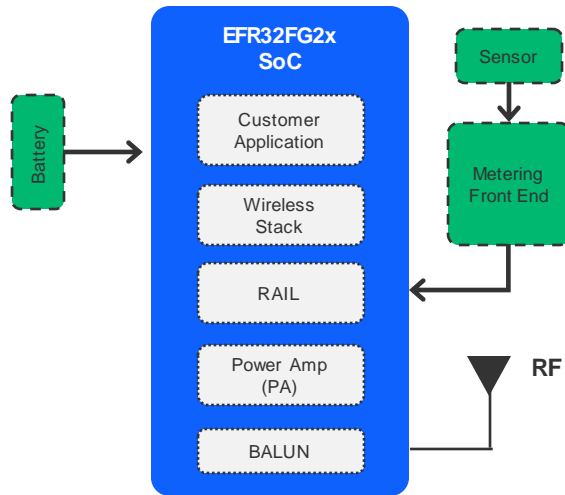 EFR32FG2x
SoC
Sensor
Customer
Application
Battery
Metering
Front End
Wireless
Stack
RAIL
Power Amp
(PA)
RF
BALUN